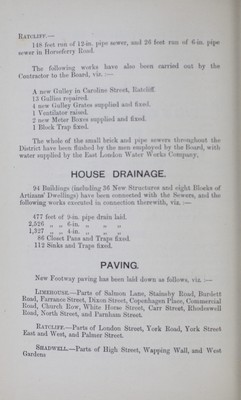 RATCLIFF.—
148 feet run of 12-in. pipe sewer, and 26 feet run of 6-in. pipe
sewer in Horseferry Road.
The following works have also been carried out by the
Contractor to the Board, viz. :—
A new Gulley in Caroline Street, Ratcliff.
13 Gullies repaired.
4 new Gulley Grates supplied and fixed.
1 Ventilator raised.
2 new Meter Boxes supplied and fixed.
1 Block Trap fixed.
The whole of the small brick and pipe sewers throughout the
District have been flushed by the men employed by the Board, with
water supplied by the East London Water Works Company.
HOUSE DRAINAGE.
94 Buildings (including 36 New Structures and eight Blocks of
Artizans' Dwellings) have been connected with the Sewers, and the
following works executed in connection therewith, viz. :—
477 feet of 9-in. pipe drain laid.
2,526 „ „ 6-in. „ „ „
1,327 „ „ 4-in. „ „ „
86 Closet Pans and Traps fixed.
112 Sinks and Traps fixed.
PAVING.
New Footway paving has been laid down as follows, viz. :—
LIMEHOUSE.—Parts of Salmon Lane, Stainsby Road, Burdett
Road, Farrance Street, Dixon Street, Copenhagen Place, Commercial
Road, Church Row, White Horse Street, Carr Street, Rhodeswell
Road, North Street, and Parnham Street.
RATCLIFF.—Parts of London Street, York Road, York Street
East and West, and Palmer Street.
SHADWELL.—Parts of High Street, Wapping Wall, and West
Gardens